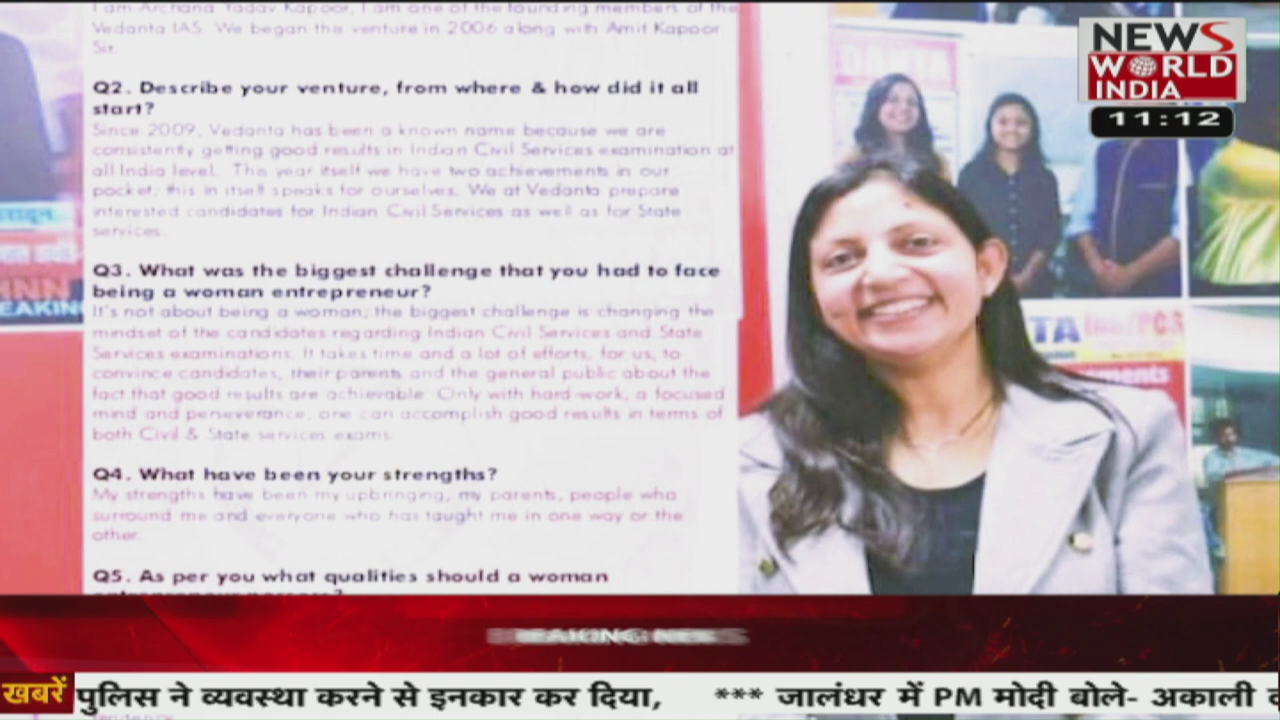 I am Archana Yadav Kapoor, I am one of the founding members of the
Vedanta IAS. We began this venture in 2006 along with Amit Kapoor
Sir.
Q2. Describe your venture, from where & how did it all
start?
Since 2009, Vedanta has been a known name because we are
consistently getting good results in Indian Civil Services examination at
all India level. This year itself we have two achievements in our
pocket; this in itself speaks for ourselves. We at Vedanta prepare
interested candidates for Indian Civil Services as well as for State
services.
Q3. What was the biggest challenge that you had to face
being a woman entrepreneur?
It's not about being a woman; the biggest challenge is changing the
mindset of the candidates regarding Indian Civil Services and State
Services examinations. It takes time and a lot of efforts, for us, to
convince candidates, their parents and the general public about the
fact that good results are achievable. Only with hard-work, a focused
mind and perseverance, one can accomplish good results in terms of
both Civil & State services exams.
Q4. What have been your strengths?
My strengths have been my upbringing, my parents, people who
surround me and everyone who has taught me in one way or the
other.
Q5. As per you what qualities should a woman
NEWS
WORLD
INDIA
11:12
HNN
BREAKING NEWS
खबरें पुलिस ने व्यवस्था करने से इनकार कर दिया, *** जालंधर में PM मोदी बोले- अकाली